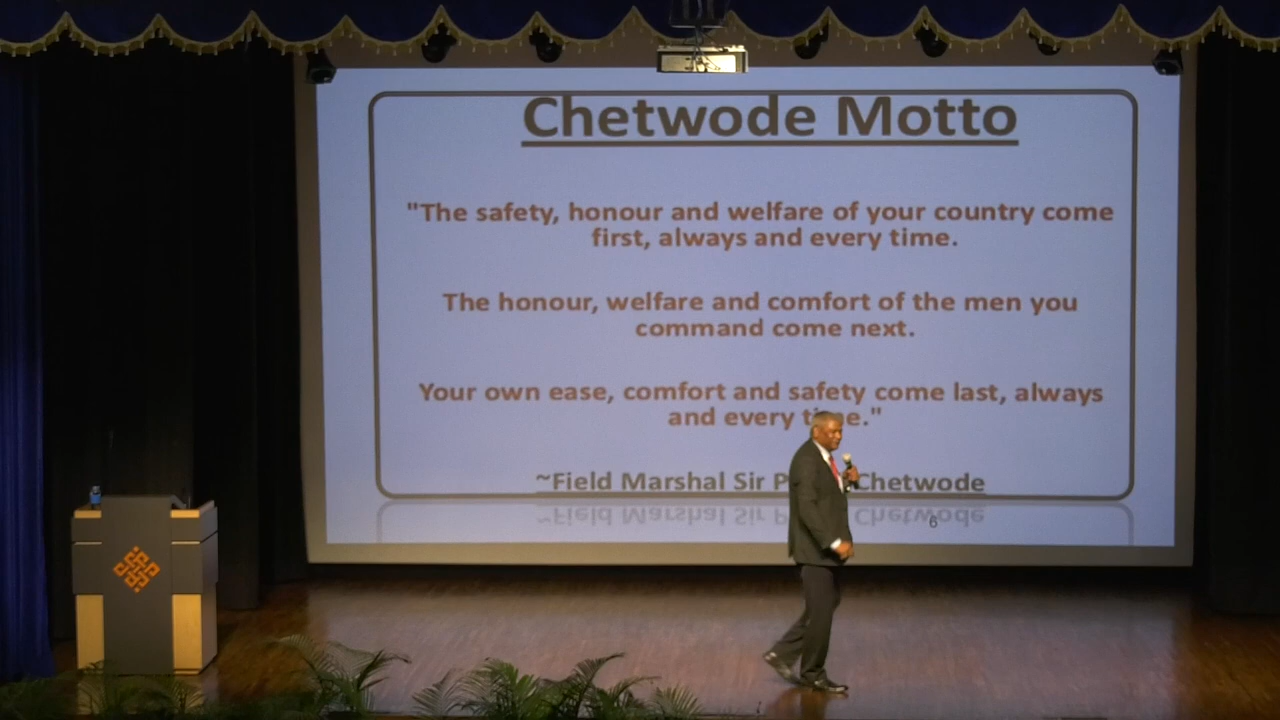 Chetwode Motto
"The safety, honour and welfare of your country come
first, always and every time.
The honour, welfare and comfort of the men you
command come next.
Your own ease, comfort and safety come last, always
and every time."
~Field Marshal Sir Chetwode
6